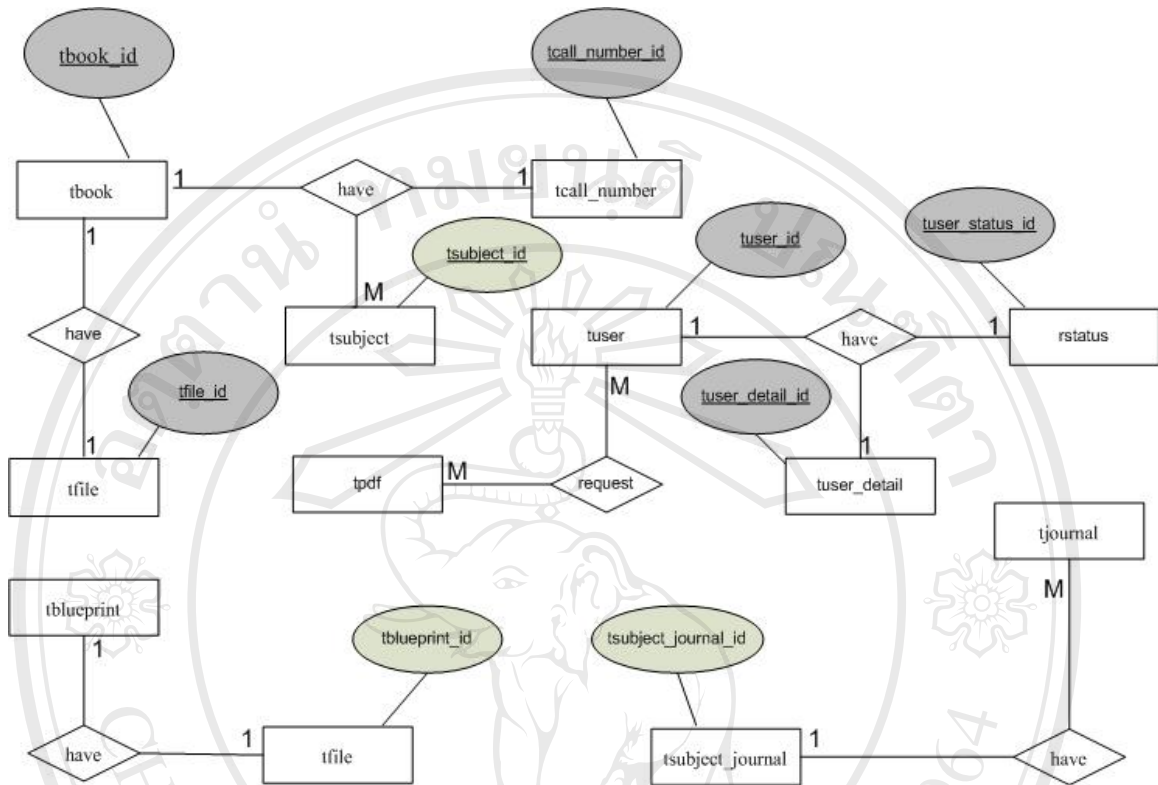 tbook_id
tcall_number_id
tbook
1
have
1
tcall_number
1
tsubject_id
tuser_id
tuser_status_id
M
have
tsubject
tuser
1
have
1
rstatus
M
tfile_id
tuser_detail_id
1
1
tfile
tpdf
M
request
tuser_detail
tjournal
tblueprint
M
1
tblueprint_id
tsubject_journal_id
have
1
tfile
tsubject_journal
1
have
1964